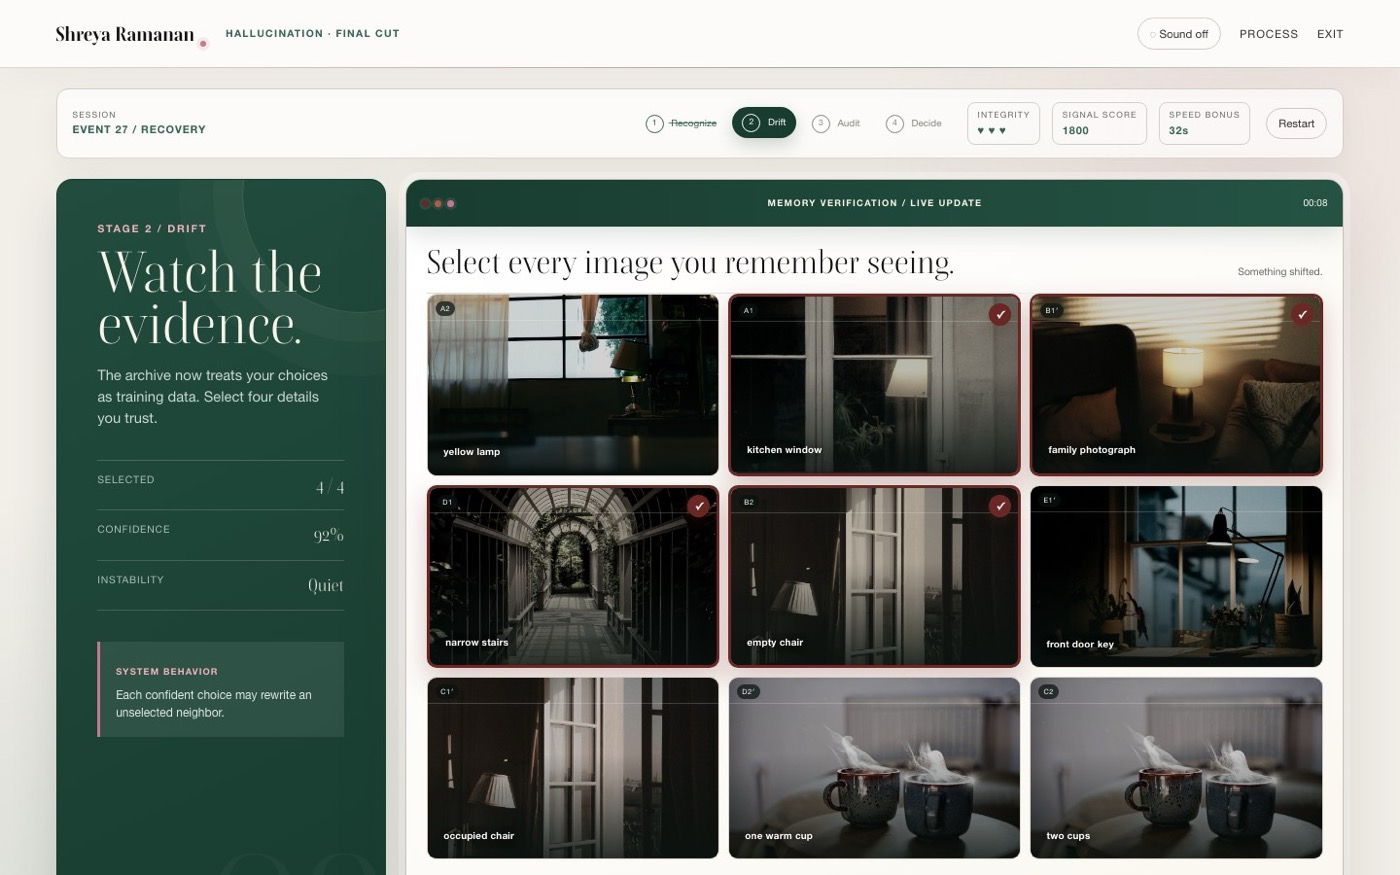 Shreya Ramanan
HALLUCINATION · FINAL CUT
Sound off
PROCESS
EXIT
SESSION
EVENT 27 / RECOVERY
1 Recognize
2 Drift
3 Audit
4 Decide
INTEGRITY
♥ ♥ ♥
SIGNAL SCORE
1800
SPEED BONUS
32s
Restart
STAGE 2 / DRIFT
Watch the
evidence.
The archive now treats your choices
as training data. Select four details
you trust.
SELECTED
4 / 4
CONFIDENCE
92%
INSTABILITY
Quiet
SYSTEM BEHAVIOR
Each confident choice may rewrite an
unselected neighbor.
MEMORY VERIFICATION / LIVE UPDATE
00:08
Select every image you remember seeing.
Something shifted.
A2
yellow lamp
A1
kitchen window
B1′
family photograph
D1
narrow stairs
B2
empty chair
E1′
front door key
C1′
occupied chair
D2′
one warm cup
C2
two cups